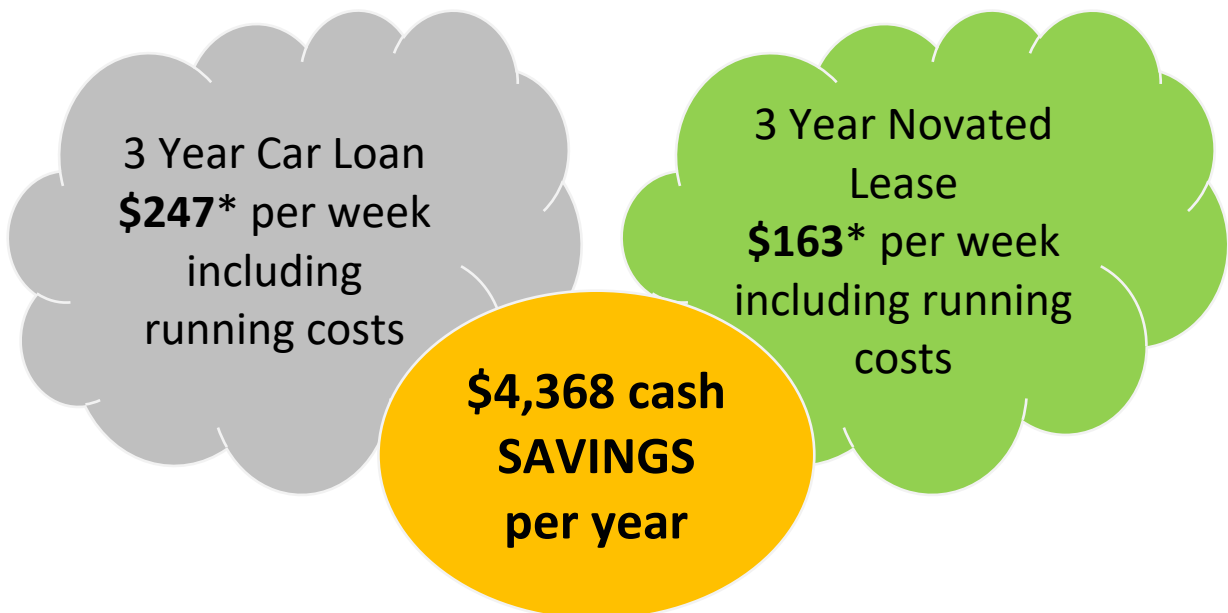 3 Year Car Loan
$247* per week
including
running costs
3 Year Novated
Lease
$163* per week
including running
costs
$4,368 cash
SAVINGS
per year